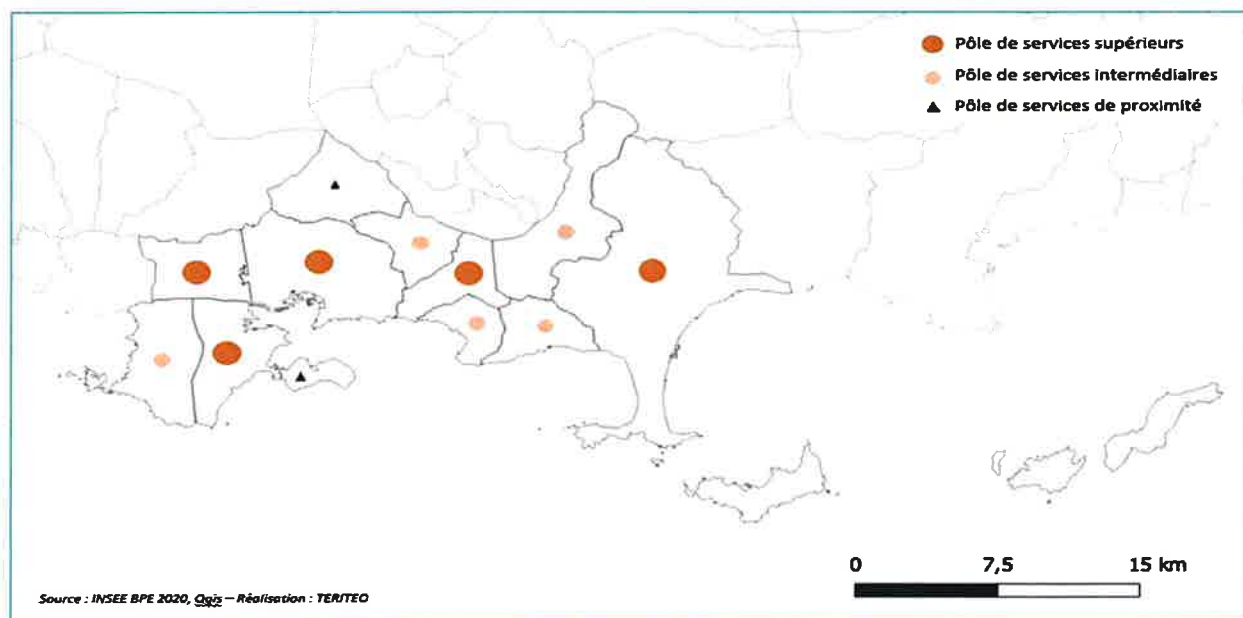 Pôle de services supérieurs
Pôle de services intermédiaires
Pôle de services de proximité
0 7,5 15 km
Source : INSEE BPE 2020, Qgis – Réalisation : TERITEO